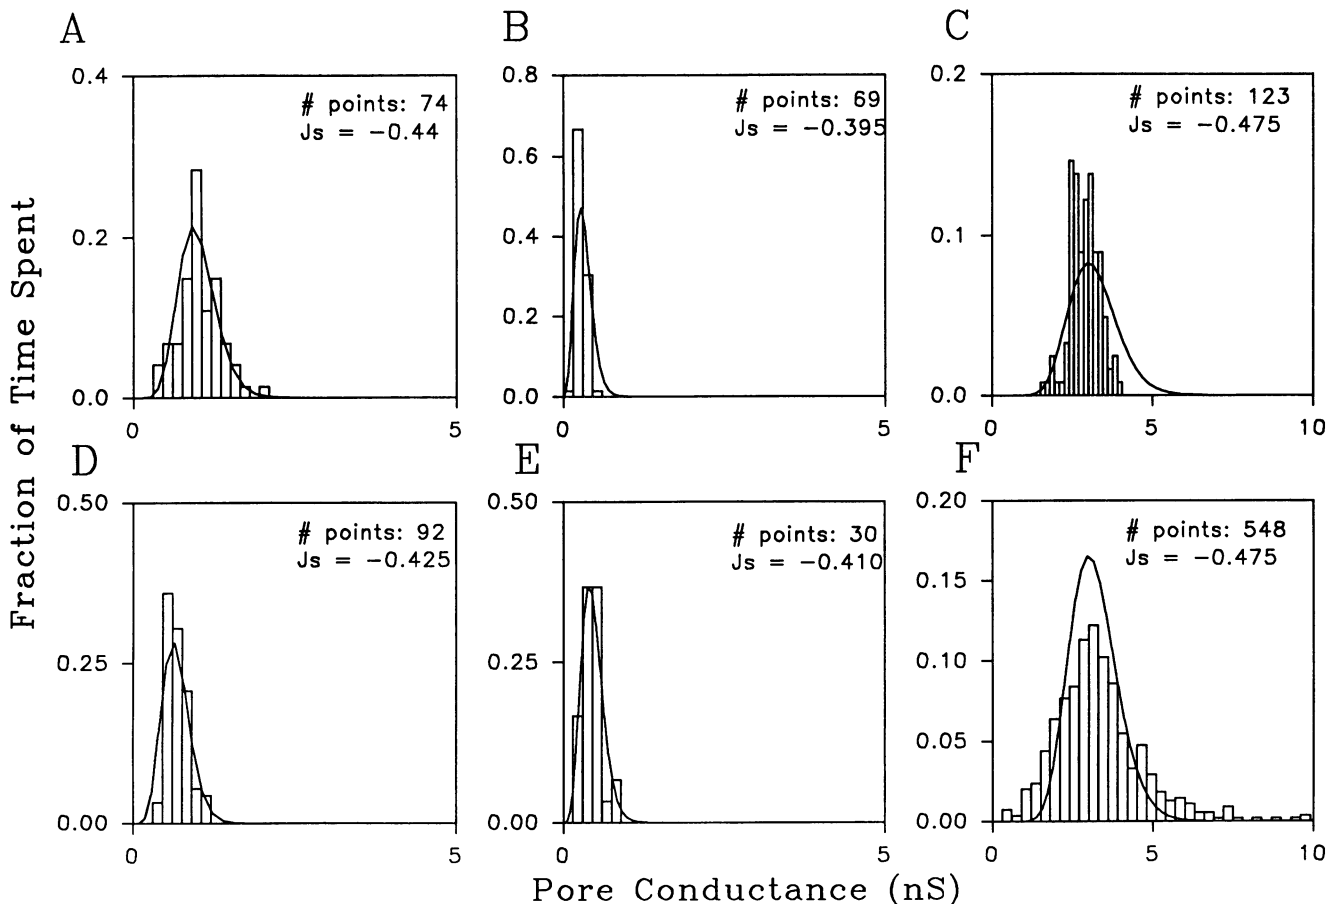 A
0.4
0.2
0.0
0
5
# points: 74
Js = -0.44
B
0.8
0.6
0.4
0.2
0.0
0
5
# points: 69
Js = -0.395
C
0.2
0.1
0.0
0
5
10
# points: 123
Js = -0.475
D
0.50
0.25
0.00
0
5
# points: 92
Js = -0.425
E
0.50
0.25
0.00
0
5
# points: 30
Js = -0.410
F
0.20
0.15
0.10
0.05
0.00
0
5
10
# points: 548
Js = -0.475
Fraction of Time Spent
Pore Conductance (nS)